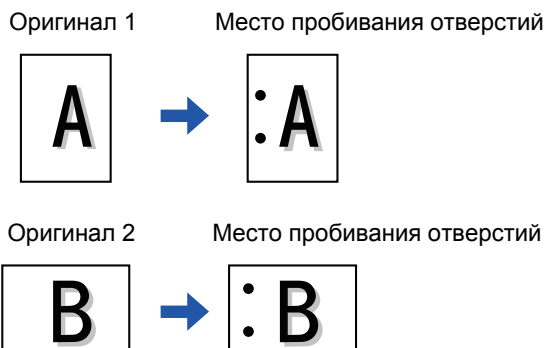 Оригинал 1 Место пробивания отверстий
A A
Оригинал 2 Место пробивания отверстий
B B